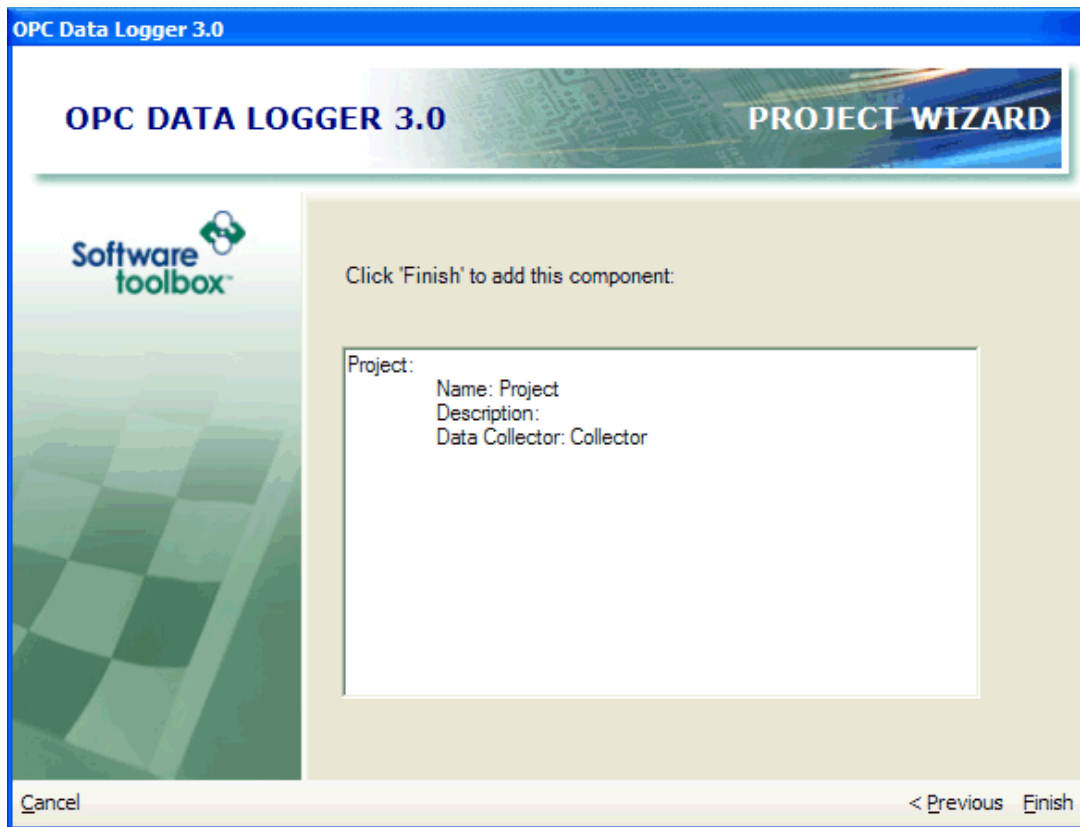 OPC Data Logger 3.0
OPC DATA LOGGER 3.0
PROJECT WIZARD
Software
toolbox™
Click 'Finish' to add this component:
Project:
Name: Project
Description:
Data Collector: Collector
Cancel
< Previous Finish